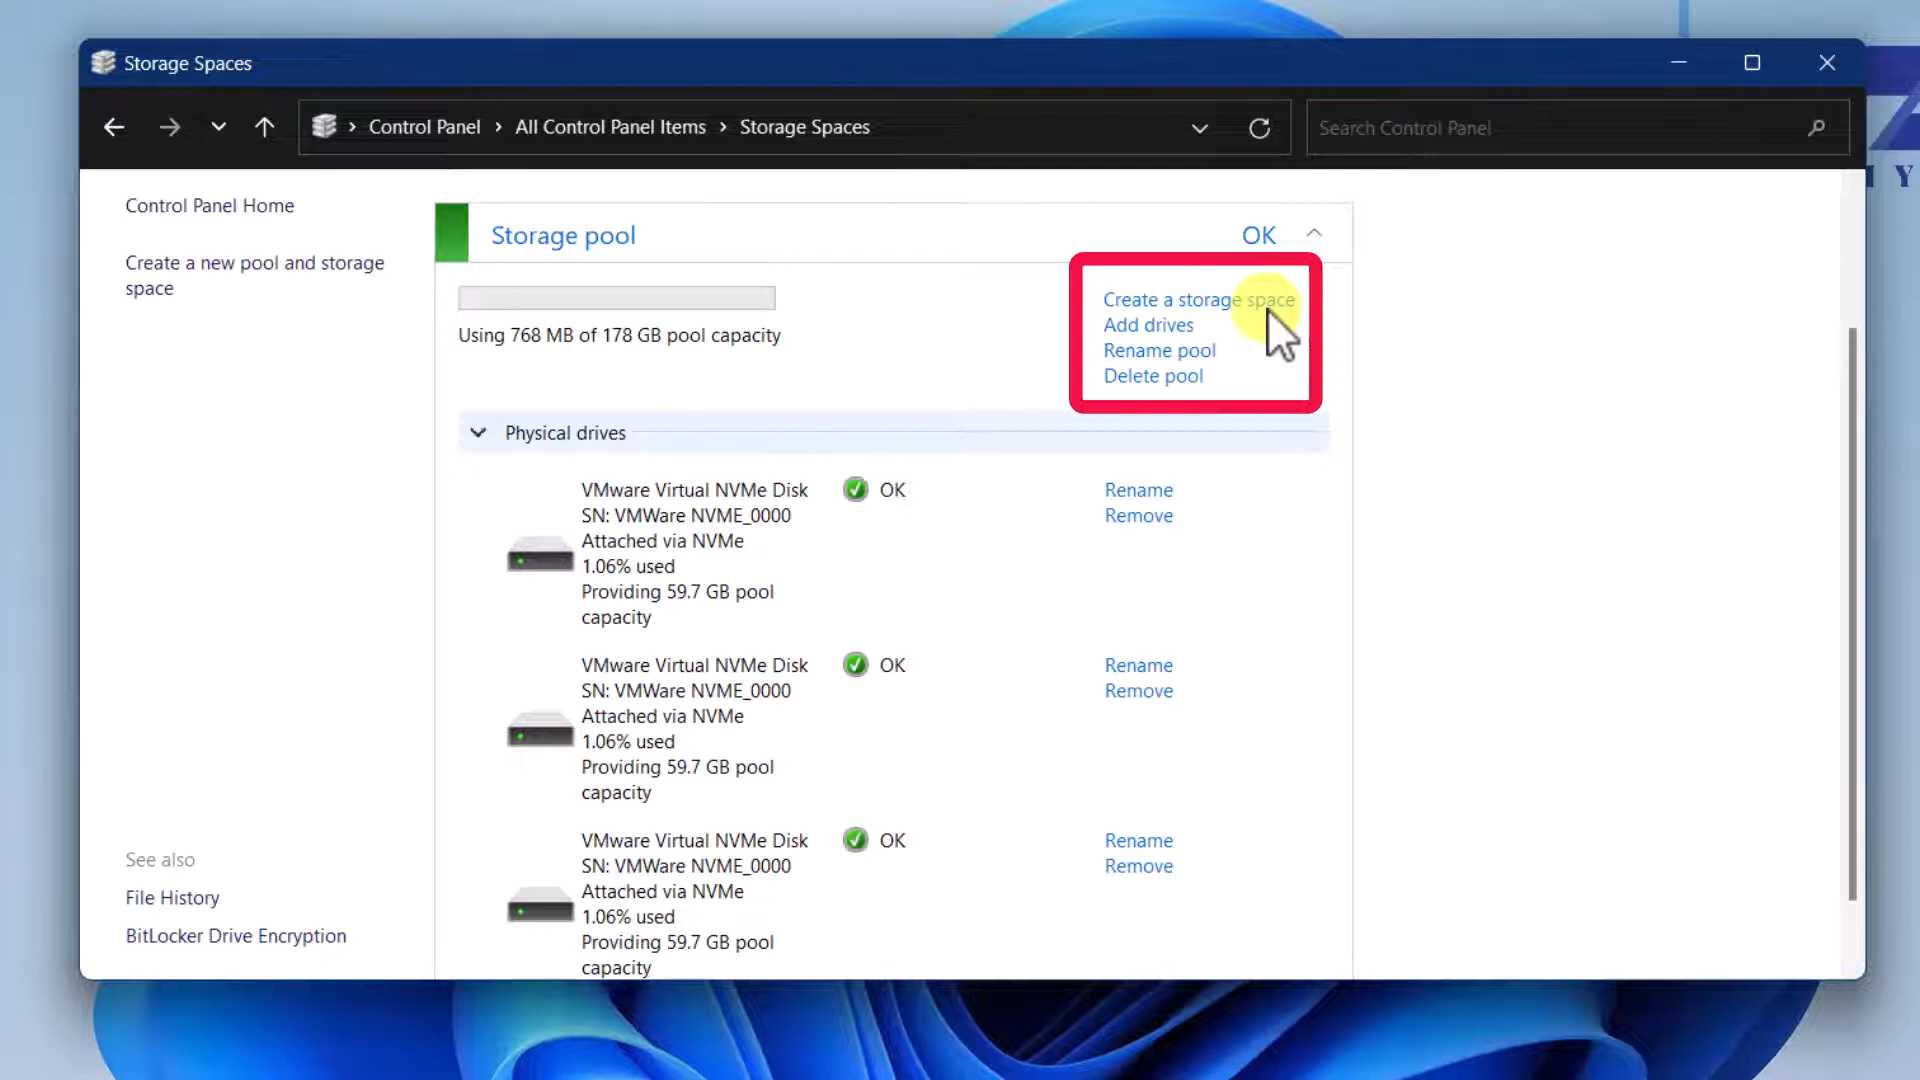 Storage Spaces
Control Panel > All Control Panel Items > Storage Spaces
Search Control Panel
Control Panel Home
Create a new pool and storage
space
Storage pool
OK
Using 768 MB of 178 GB pool capacity
Create a storage space
Add drives
Rename pool
Delete pool
Physical drives
VMware Virtual NVMe Disk
SN: VMWare NVME_0000
Attached via NVMe
1.06% used
Providing 59.7 GB pool
capacity
OK
Rename
Remove
VMware Virtual NVMe Disk
SN: VMWare NVME_0000
Attached via NVMe
1.06% used
Providing 59.7 GB pool
capacity
OK
Rename
Remove
VMware Virtual NVMe Disk
SN: VMWare NVME_0000
Attached via NVMe
1.06% used
Providing 59.7 GB pool
capacity
OK
Rename
Remove
See also
File History
BitLocker Drive Encryption